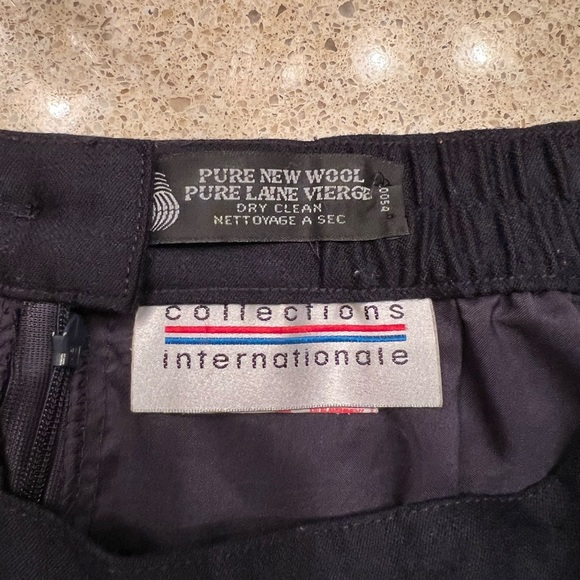 PURE NEW WOOL
PURE LAINE VIERGE
DRY CLEAN
NETTOYAGE A SEC
collections
internationale